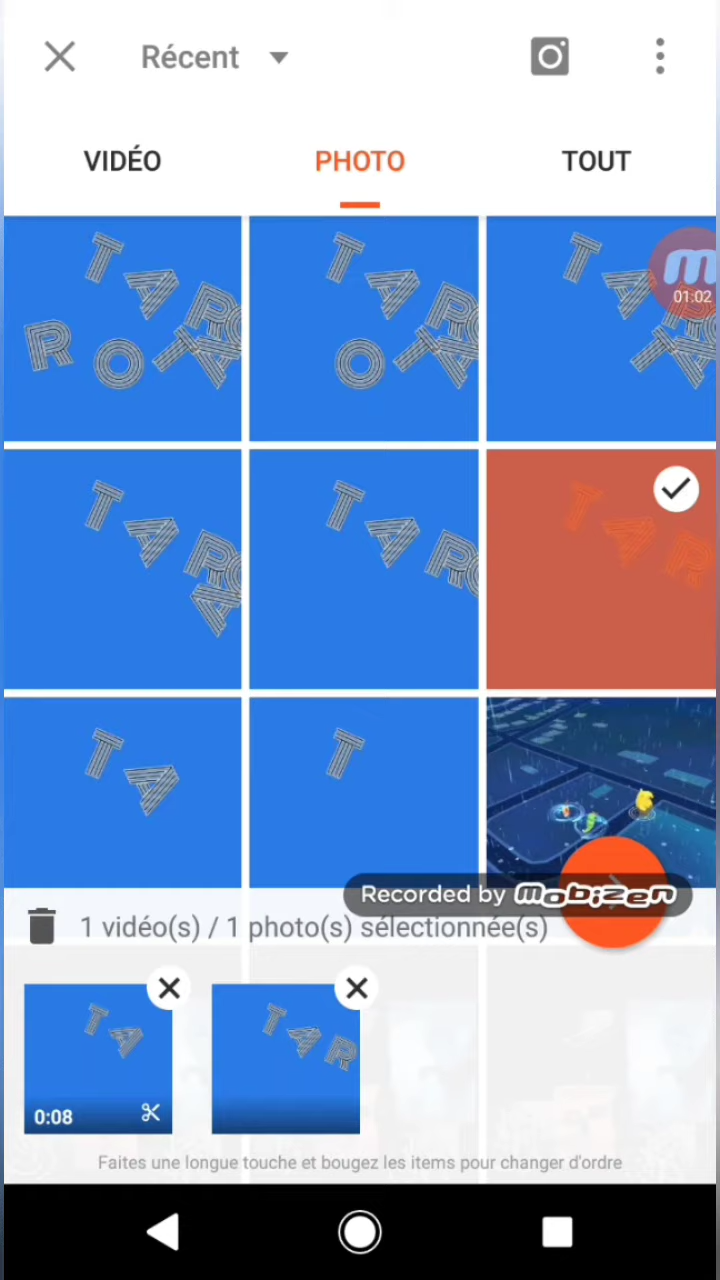 Récent
VIDÉO PHOTO TOUT
T A R
R O T A
T A R
O T A
T A R
T A
01:02
T A R
A
T A R
T A R
T A
T
Recorded by Mobizen
1 vidéo(s) / 1 photo(s) sélectionnée(s)
T A
0:08
T A R
Faites une longue touche et bougez les items pour changer d'ordre